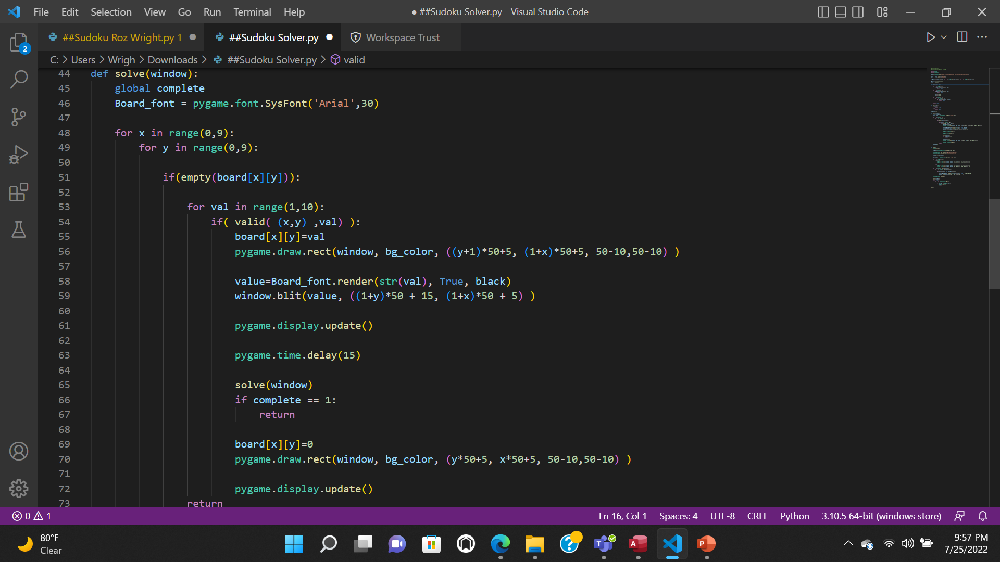 File Edit Selection View Go Run Terminal Help ● ##Sudoku Solver.py - Visual Studio Code
##Sudoku Roz Wright.py 1 ● ##Sudoku Solver.py ● Workspace Trust
2
C: > Users > Wrigh > Downloads > ##Sudoku Solver.py > valid
44 def solve(window):
45 global complete
46 Board_font = pygame.font.SysFont('Arial',30)
47
48 for x in range(0,9):
49 for y in range(0,9):
50
51 if(empty(board[x][y])):
52
53 for val in range(1,10):
54 if( valid( (x,y) ,val) ):
55 board[x][y]=val
56 pygame.draw.rect(window, bg_color, ((y+1)*50+5, (1+x)*50+5, 50-10,50-10) )
57
58 value=Board_font.render(str(val), True, black)
59 window.blit(value, ((1+y)*50 + 15, (1+x)*50 + 5) )
60
61 pygame.display.update()
62
63 pygame.time.delay(15)
64
65 solve(window)
66 if complete == 1:
67 return
68
69 board[x][y]=0
70 pygame.draw.rect(window, bg_color, (y*50+5, x*50+5, 50-10,50-10) )
71
72 pygame.display.update()
73 return
0 1 Ln 16, Col 1 Spaces: 4 UTF-8 CRLF Python 3.10.5 64-bit (windows store)
80°F
Clear
9:57 PM
7/25/2022